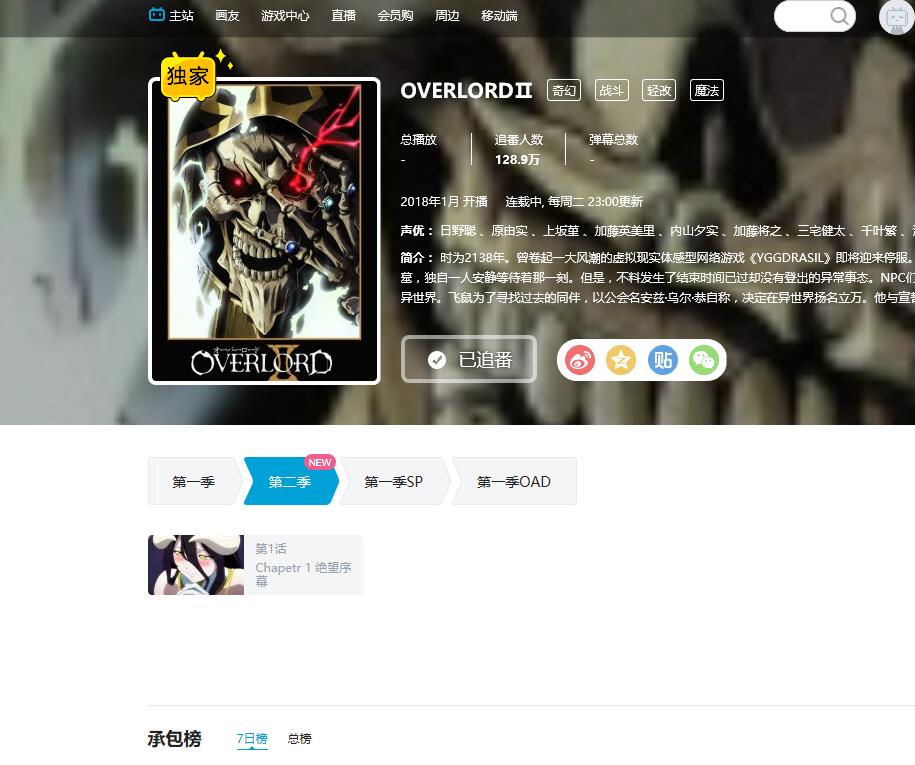 主站 画友 游戏中心 直播 会员购 周边 移动端
独家
OVERLORDⅡ 奇幻 战斗 轻改 魔法
总播放 追番人数 弹幕总数
- 128.9万 -
2018年1月 开播 连载中, 每周二 23:00更新
声优： 日野聪 、原由实 、上坂堇 、加藤英美里 、内山夕实 、加藤将之 、三宅健太 、千叶繁 、
简介： 时为2138年。曾卷起一大风潮的虚拟现实体感型网络游戏《YGGDRASIL》即将迎来停服。
墓，独自一人安静等待着那一刻。但是，不料发生了结束时间已过却没有登出的异常事态。NPC们
异世界。飞鼠为了寻找过去的同伴，以公会名安兹·乌尔·恭自称，决定在异世界扬名立万。他与宣
オーバーロード
OVERLORD
II
已追番
贴
第一季 第二季 NEW 第一季SP 第一季OAD
第1话
Chapetr 1 绝望序
幕
承包榜 7日榜 总榜